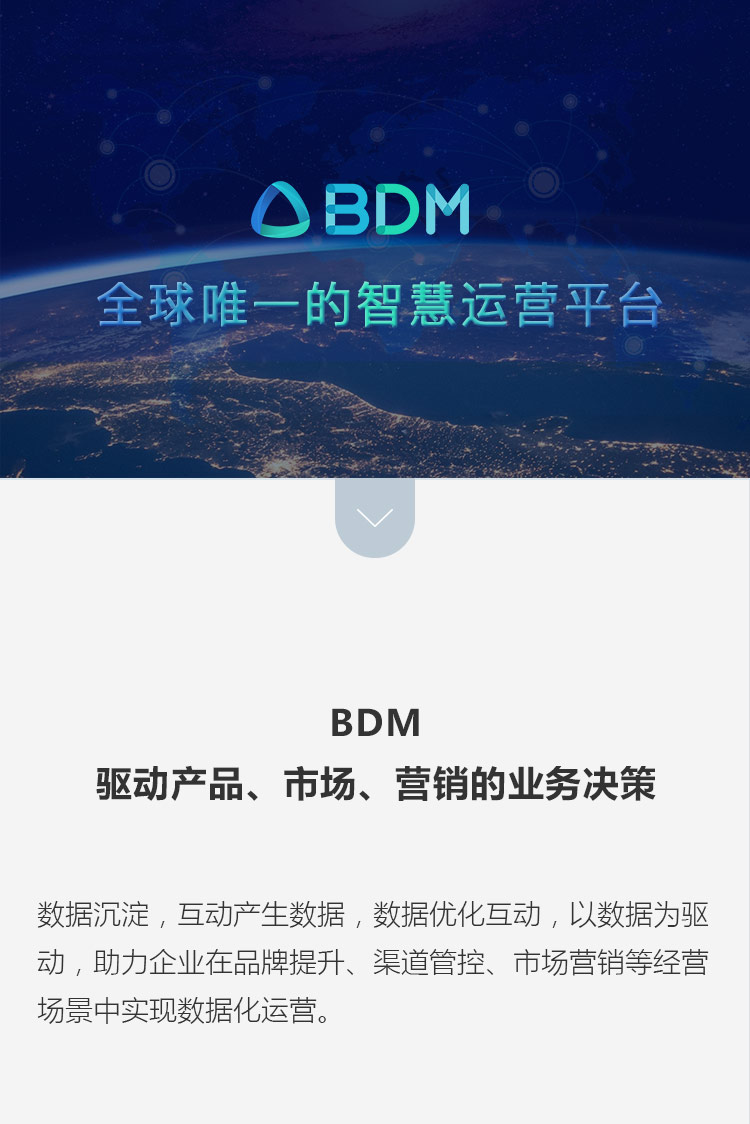 BDM
全球唯一的智慧运营平台
BDM
驱动产品、市场、营销的业务决策
数据沉淀，互动产生数据，数据优化互动，以数据为驱
动，助力企业在品牌提升、渠道管控、市场营销等经营
场景中实现数据化运营。